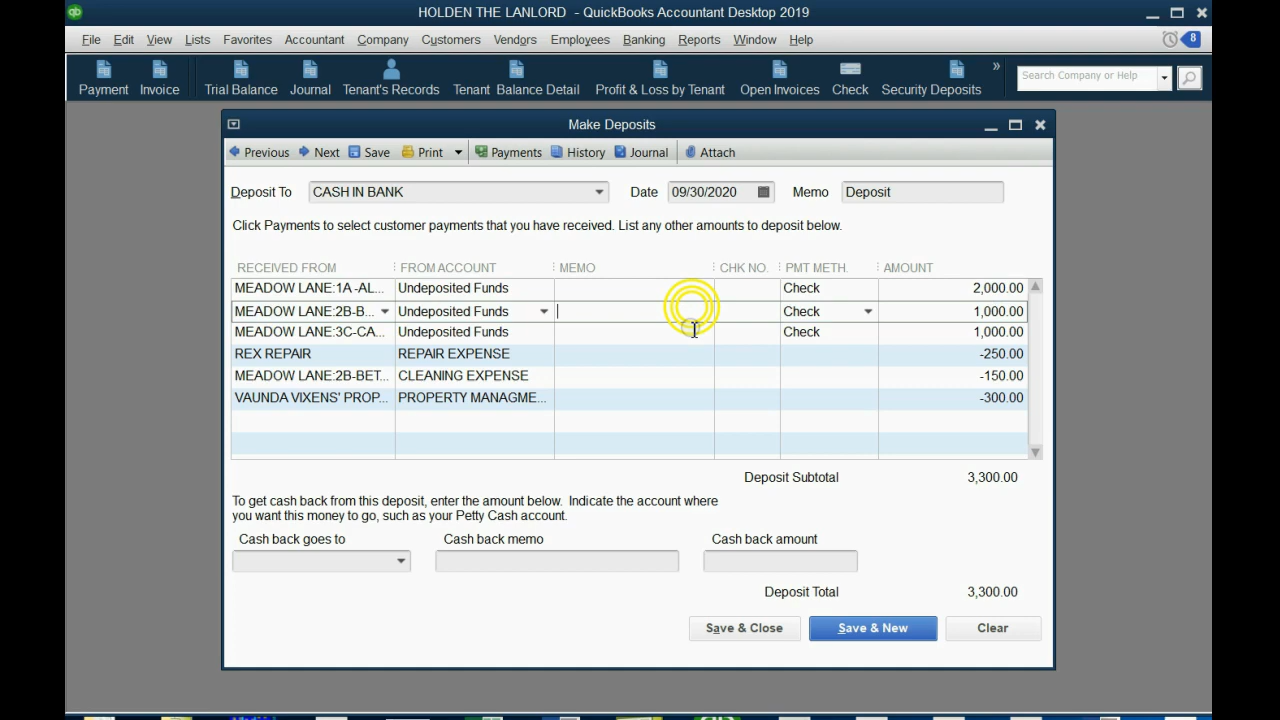 qb HOLDEN THE LANLORD - QuickBooks Accountant Desktop 2019
File Edit View Lists Favorites Accountant Company Customers Vendors Employees Banking Reports Window Help 8
Payment Invoice Trial Balance Journal Tenant's Records Tenant Balance Detail Profit & Loss by Tenant Open Invoices Check Security Deposits » Search Company or Help
Make Deposits
Previous Next Save Print Payments History Journal Attach
Deposit To CASH IN BANK Date 09/30/2020 Memo Deposit
Click Payments to select customer payments that you have received. List any other amounts to deposit below.
RECEIVED FROM FROM ACCOUNT MEMO CHK NO. PMT METH. AMOUNT
MEADOW LANE:1A -AL... Undeposited Funds Check 2,000.00
MEADOW LANE:2B-B... Undeposited Funds Check 1,000.00
MEADOW LANE:3C-CA... Undeposited Funds Check 1,000.00
REX REPAIR REPAIR EXPENSE -250.00
MEADOW LANE:2B-BET... CLEANING EXPENSE -150.00
VAUNDA VIXENS' PROP... PROPERTY MANAGME... -300.00
Deposit Subtotal 3,300.00
To get cash back from this deposit, enter the amount below. Indicate the account where
you want this money to go, such as your Petty Cash account.
Cash back goes to Cash back memo Cash back amount
Deposit Total 3,300.00
Save & Close Save & New Clear